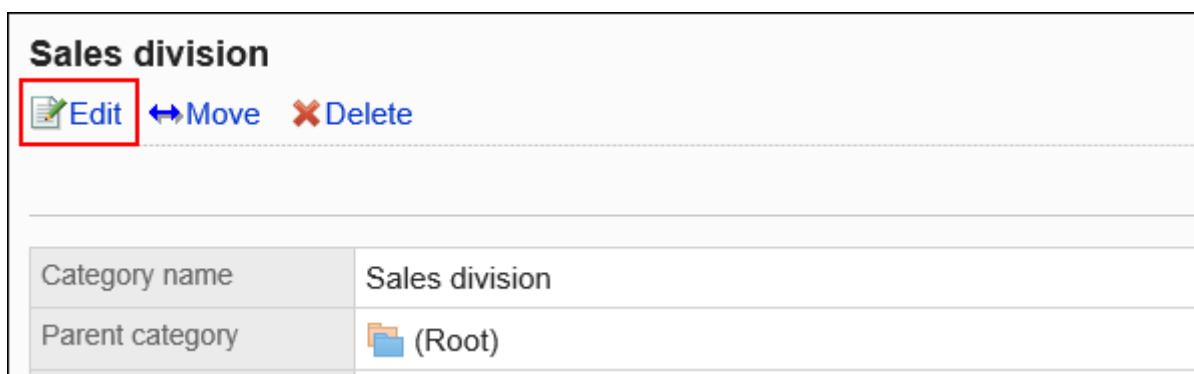 Sales division
Edit Move Delete
Category name Sales division
Parent category (Root)